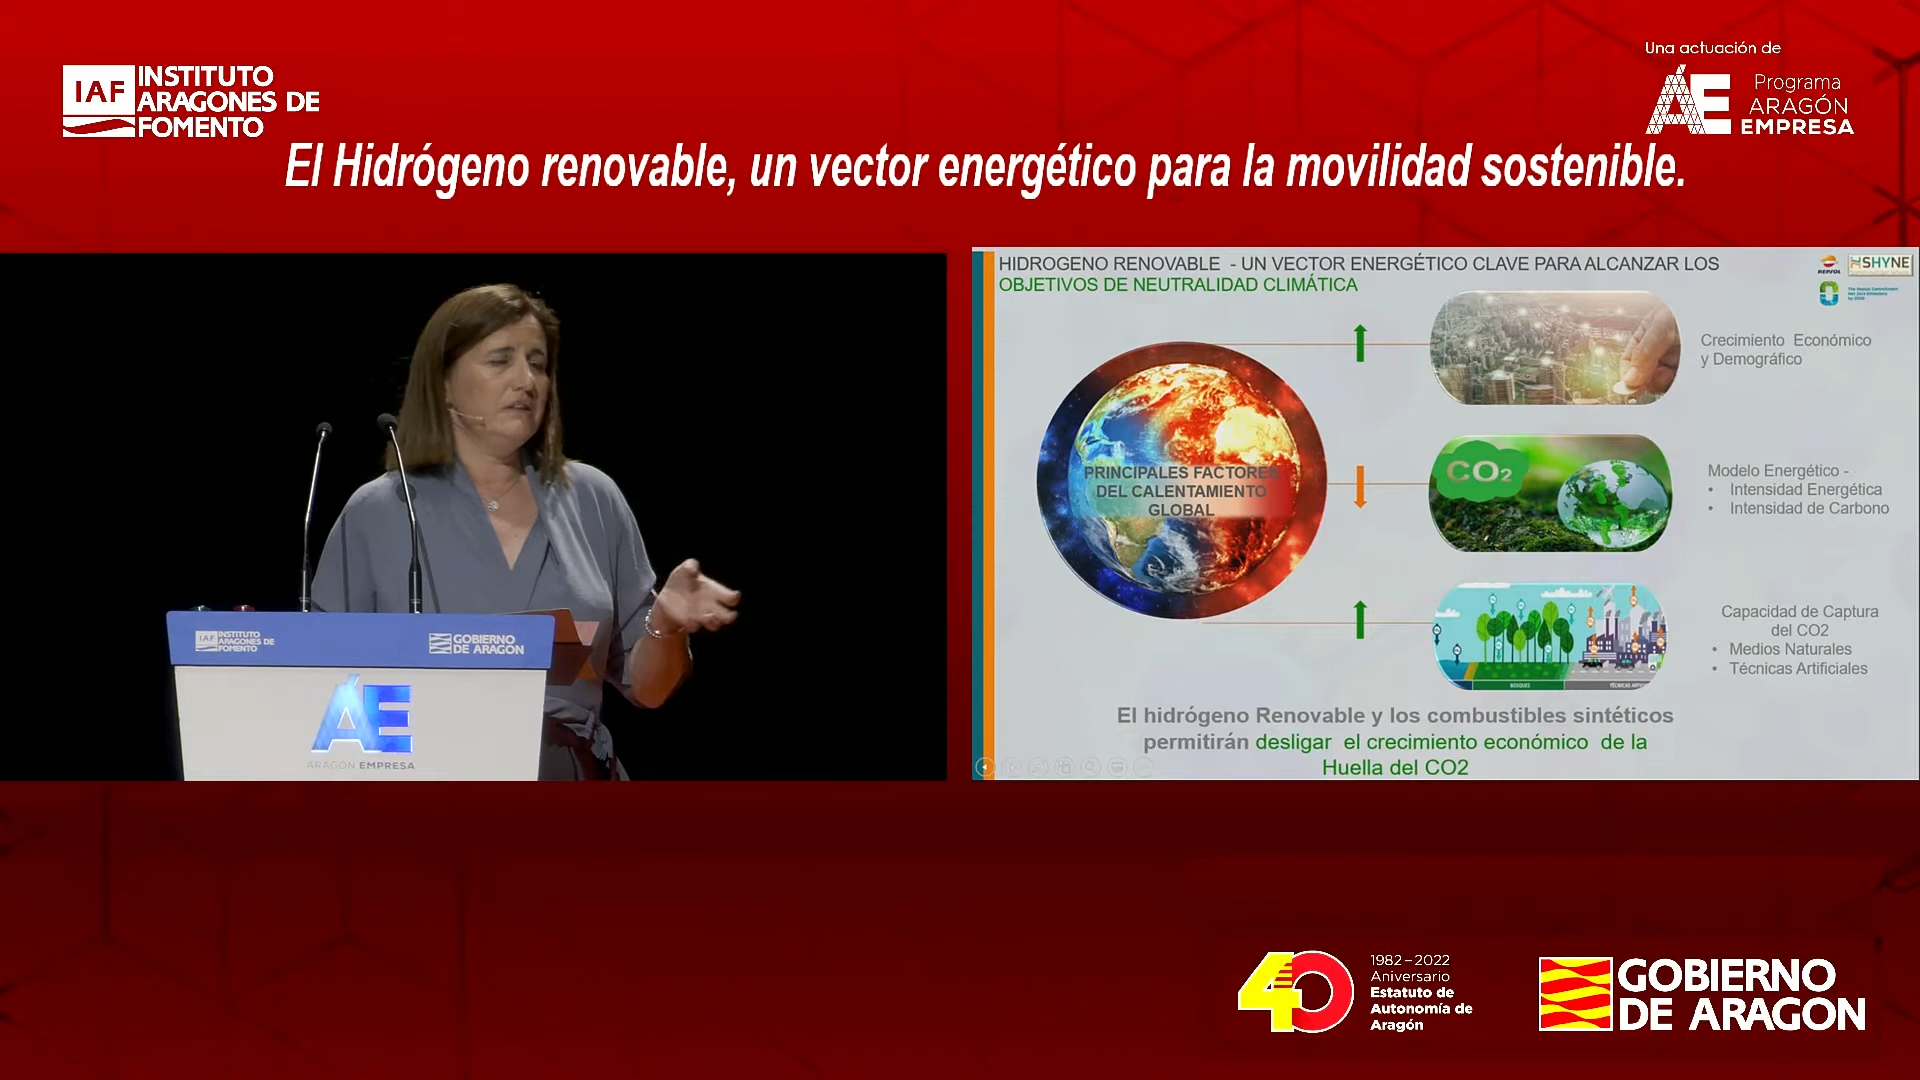 IAF
INSTITUTO
ARAGONES DE
FOMENTO
Una actuación de
ÁE
Programa
ARAGÓN
EMPRESA
El Hidrógeno renovable, un vector energético para la movilidad sostenible.
HIDROGENO RENOVABLE - UN VECTOR ENERGÉTICO CLAVE PARA ALCANZAR LOS
OBJETIVOS DE NEUTRALIDAD CLIMÁTICA
REPSOL
SHYNE
PRINCIPALES FACTORES
DEL CALENTAMIENTO
GLOBAL
Crecimiento Económico
y Demográfico
CO2
Modelo Energético -
• Intensidad Energética
• Intensidad de Carbono
Capacidad de Captura
del CO2
• Medios Naturales
• Técnicas Artificiales
BOSQUES
El hidrógeno Renovable y los combustibles sintéticos
permitirán desligar el crecimiento económico de la
Huella del CO2
IAF
INSTITUTO
ARAGONES DE
FOMENTO
GOBIERNO
DE ARAGON
ÁE
ARAGÓN EMPRESA
40
1982–2022
Aniversario
Estatuto de
Autonomía de
Aragón
GOBIERNO
DE ARAGON